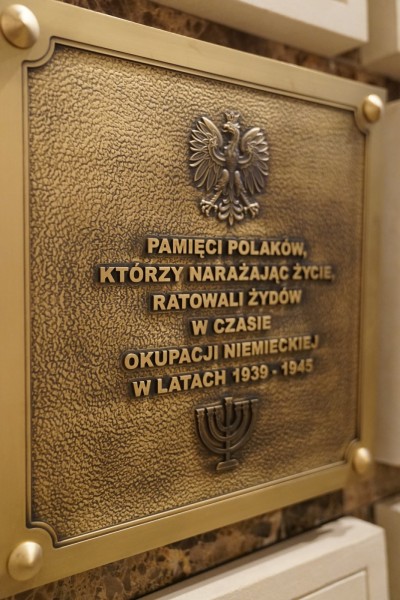 PAMIĘCI POLAKÓW,
KTÓRZY NARAŻAJĄC ŻYCIE,
RATOWALI ŻYDÓW
W CZASIE
OKUPACJI NIEMIECKIEJ
W LATACH 1939 - 1945